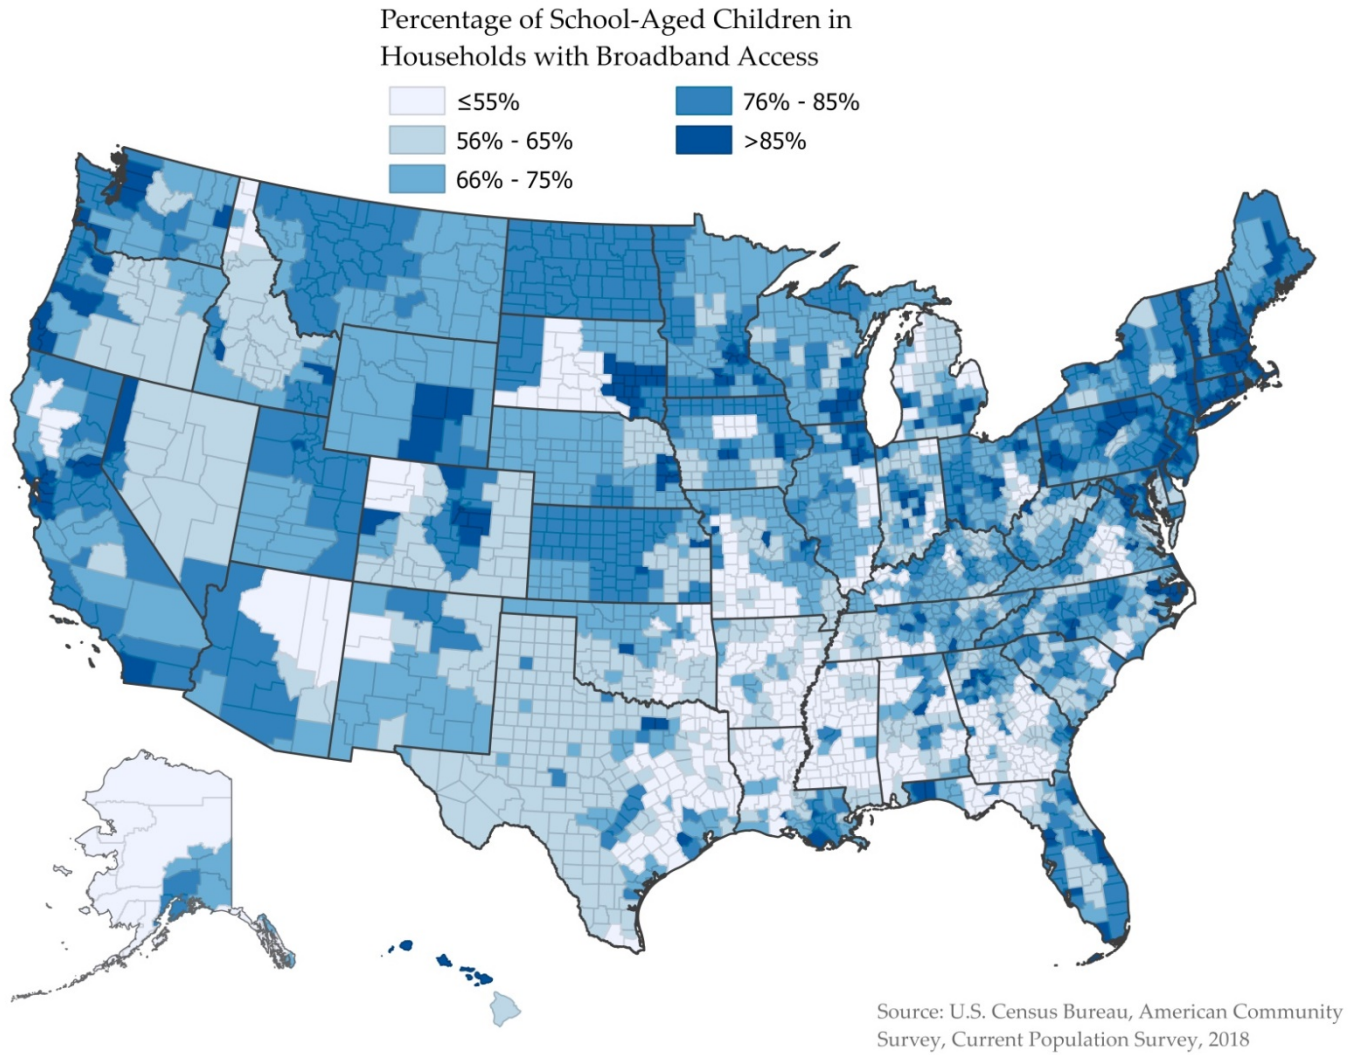 Percentage of School-Aged Children in
Households with Broadband Access
≤55%
56% - 65%
66% - 75%
76% - 85%
>85%
Source: U.S. Census Bureau, American Community
Survey, Current Population Survey, 2018